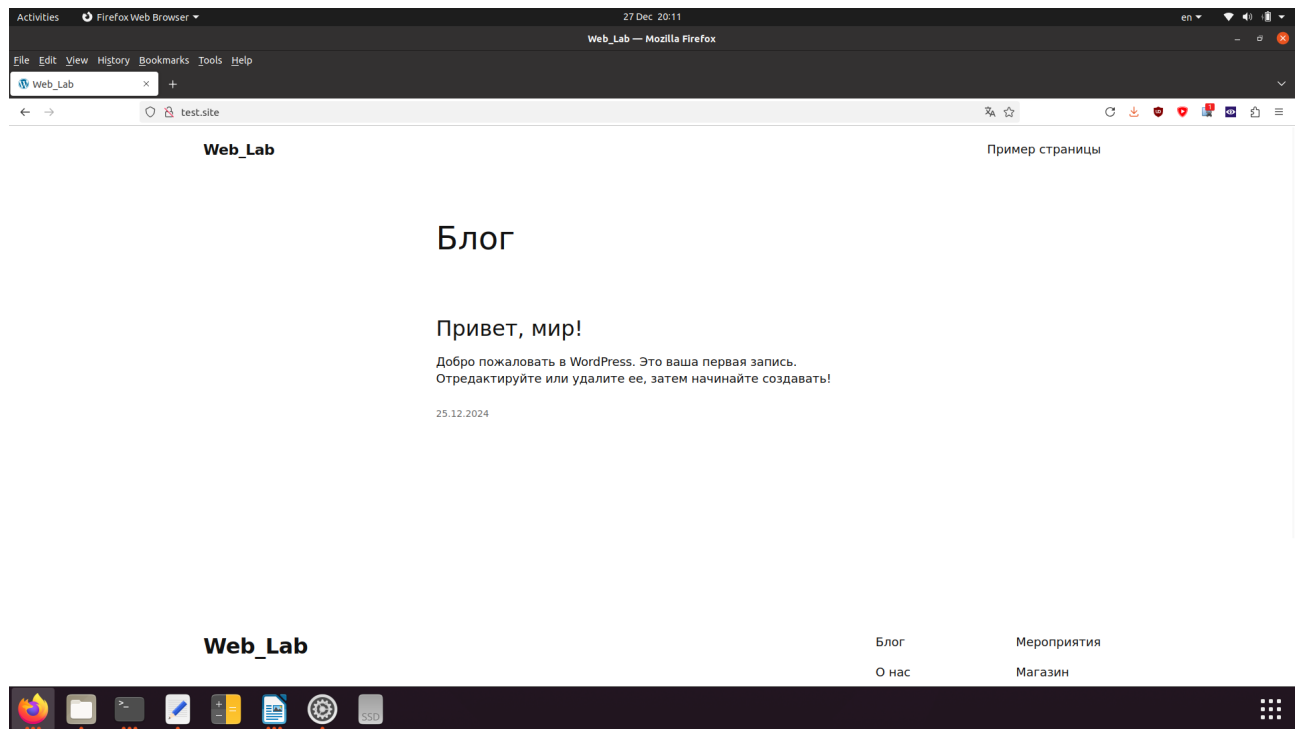 Activities Firefox Web Browser 27 Dec 20:11 en
Web_Lab — Mozilla Firefox
File Edit View History Bookmarks Tools Help
Web_Lab
test.site 1
Web_Lab Пример страницы
Блог
Привет, мир!
Добро пожаловать в WordPress. Это ваша первая запись.
Отредактируйте или удалите ее, затем начинайте создавать!
25.12.2024
Web_Lab Блог Мероприятия
О нас Магазин
SSD